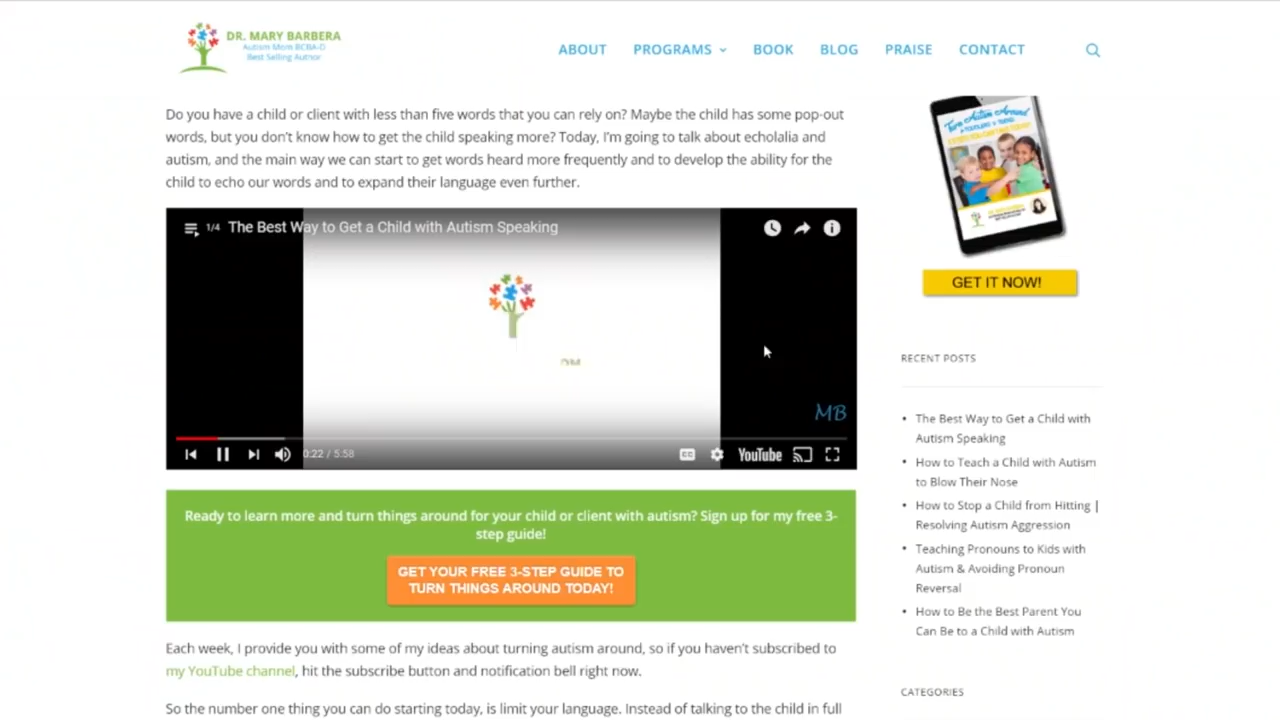 DR. MARY BARBERA
Autism Mom BCBA-D
Best Selling Author
ABOUT PROGRAMS BOOK BLOG PRAISE CONTACT
Do you have a child or client with less than five words that you can rely on? Maybe the child has some pop-out
words, but you don't know how to get the child speaking more? Today, I'm going to talk about echolalia and
autism, and the main way we can start to get words heard more frequently and to develop the ability for the
child to echo our words and to expand their language even further.
1/4 The Best Way to Get a Child with Autism Speaking
MB
0:22 / 5:58
CC
YouTube
Ready to learn more and turn things around for your child or client with autism? Sign up for my free 3-
step guide!
GET YOUR FREE 3-STEP GUIDE TO
TURN THINGS AROUND TODAY!
Each week, I provide you with some of my ideas about turning autism around, so if you haven't subscribed to
my YouTube channel, hit the subscribe button and notification bell right now.
So the number one thing you can do starting today, is limit your language. Instead of talking to the child in full
Turn Autism Around
GET IT NOW!
RECENT POSTS
• The Best Way to Get a Child with
Autism Speaking
• How to Teach a Child with Autism
to Blow Their Nose
• How to Stop a Child from Hitting |
Resolving Autism Aggression
• Teaching Pronouns to Kids with
Autism & Avoiding Pronoun
Reversal
• How to Be the Best Parent You
Can Be to a Child with Autism
CATEGORIES